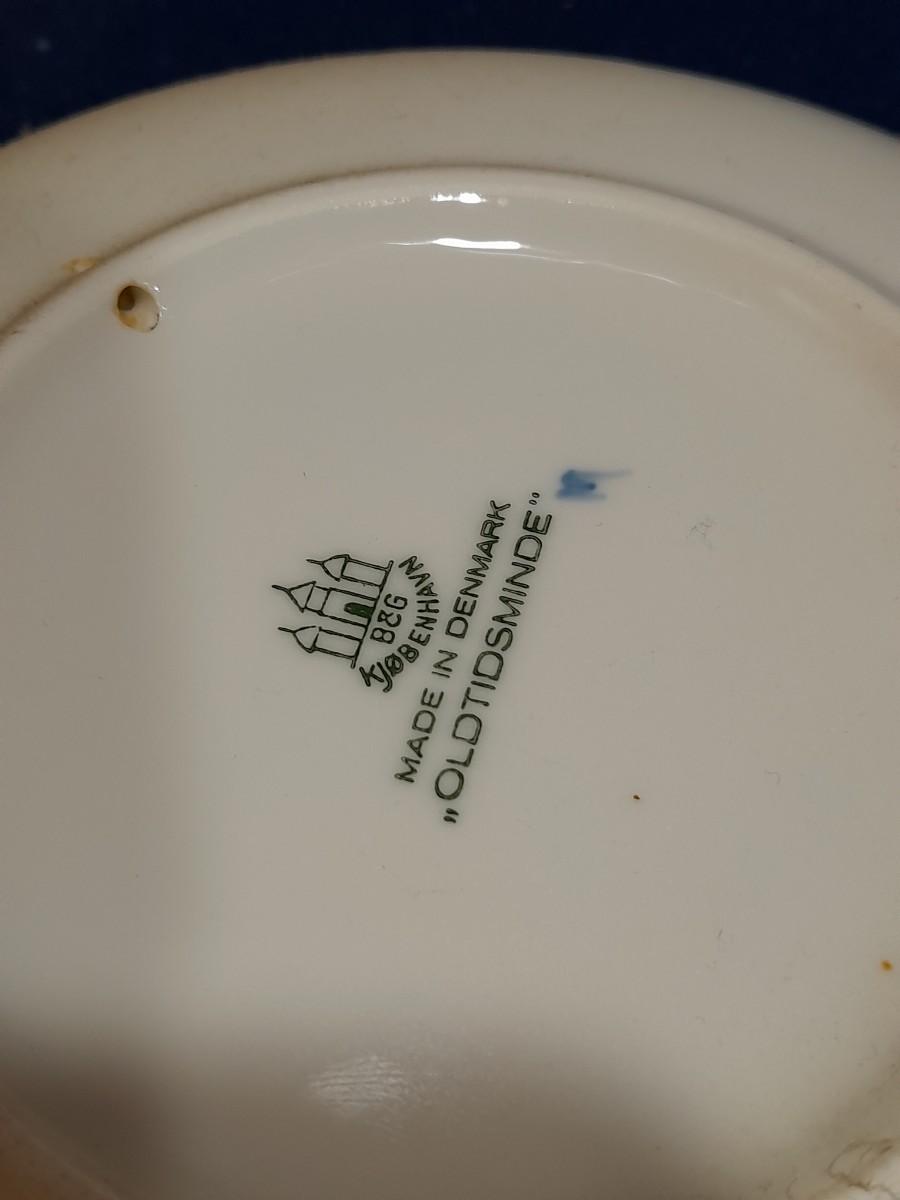 B&G
KJØBENHAVN
MADE IN DENMARK
„OLDTIDSMINDE“